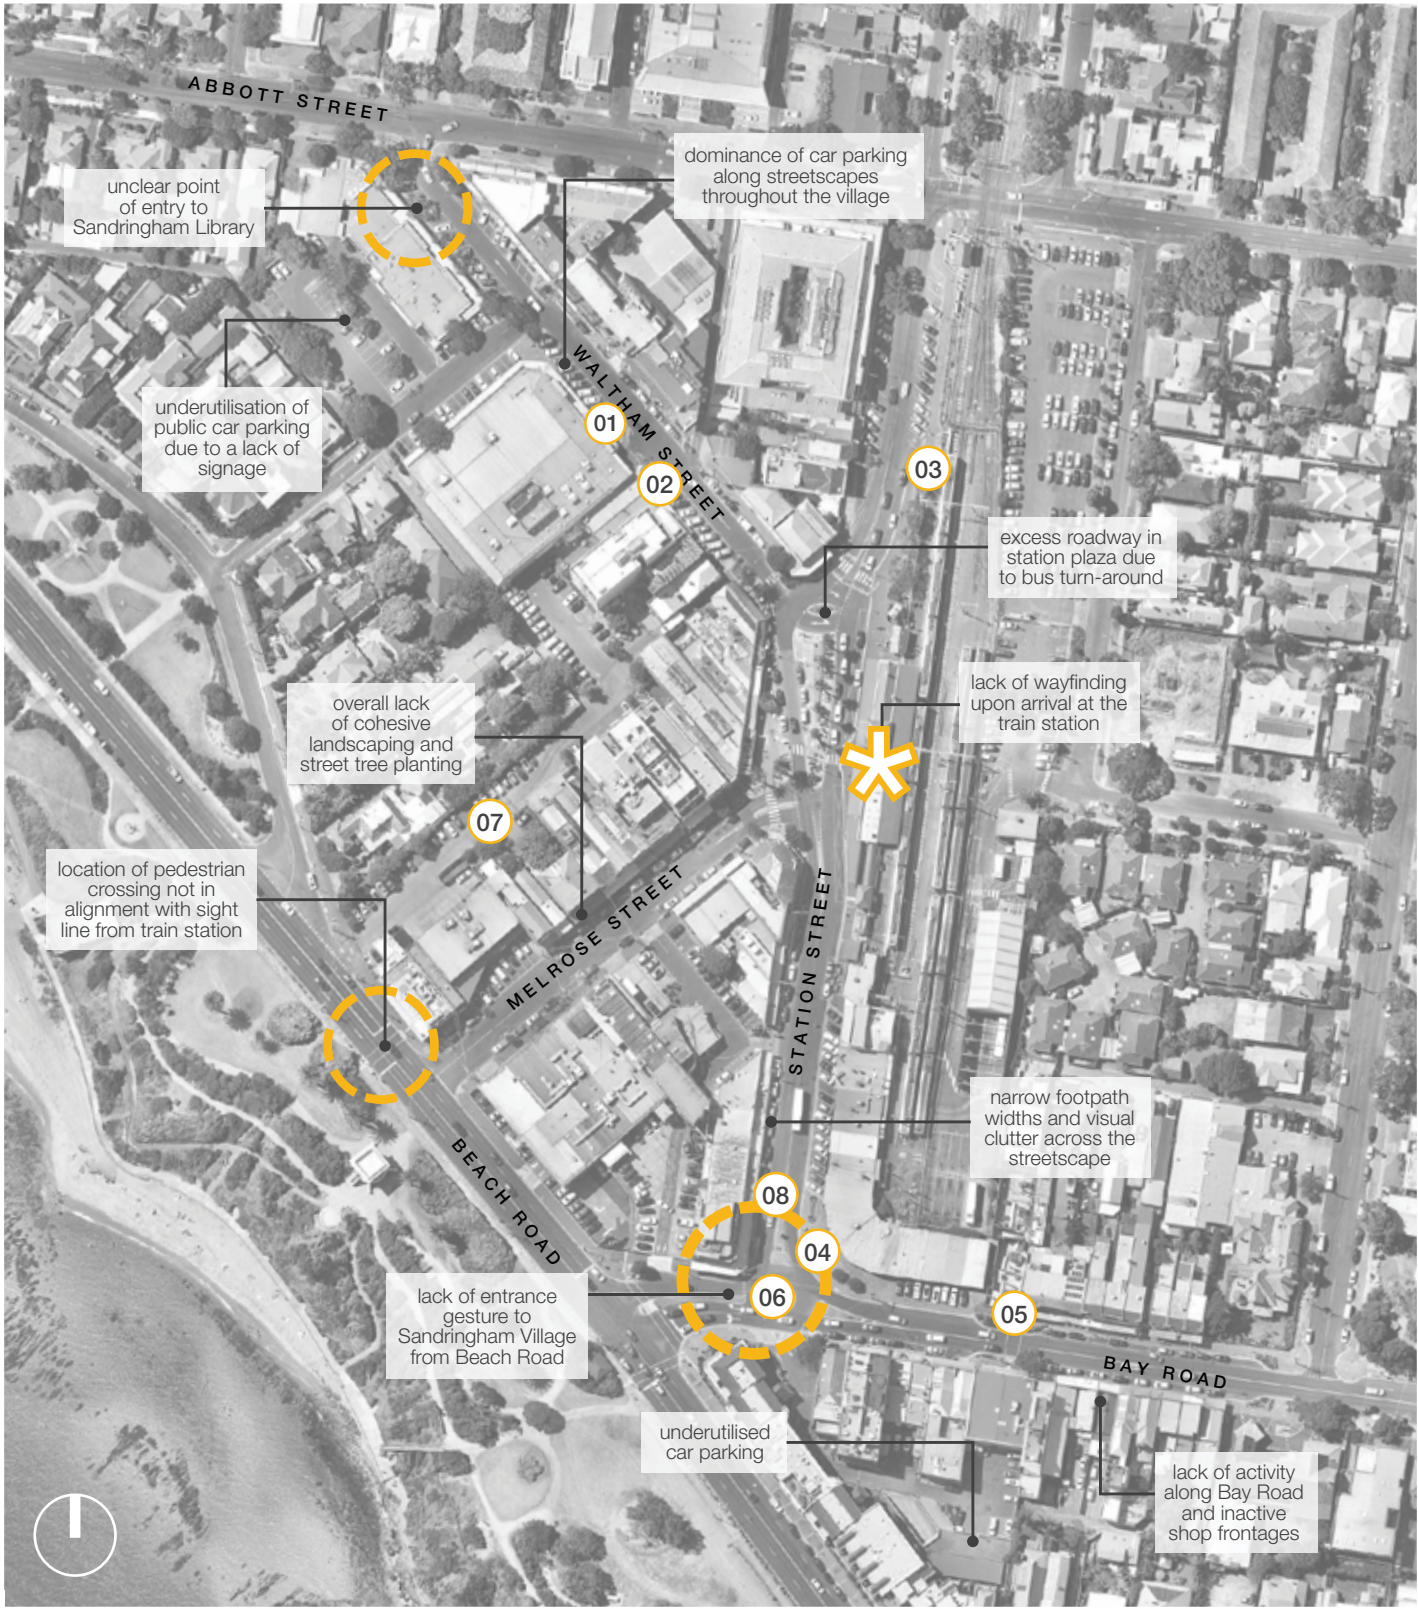 ABBOTT STREET
dominance of car parking
along streetscapes
throughout the village
unclear point
of entry to
Sandringham Library
underutilisation of
public car parking
due to a lack of
signage
WALTHAM STREET
01
02
03
excess roadway in
station plaza due
to bus turn-around
lack of wayfinding
upon arrival at the
train station
overall lack
of cohesive
landscaping and
street tree planting
07
location of pedestrian
crossing not in
alignment with sight
line from train station
MELROSE STREET
STATION STREET
narrow footpath
widths and visual
clutter across the
streetscape
BEACH ROAD
08
04
06
05
lack of entrance
gesture to
Sandringham Village
from Beach Road
BAY ROAD
underutilised
car parking
lack of activity
along Bay Road
and inactive
shop frontages